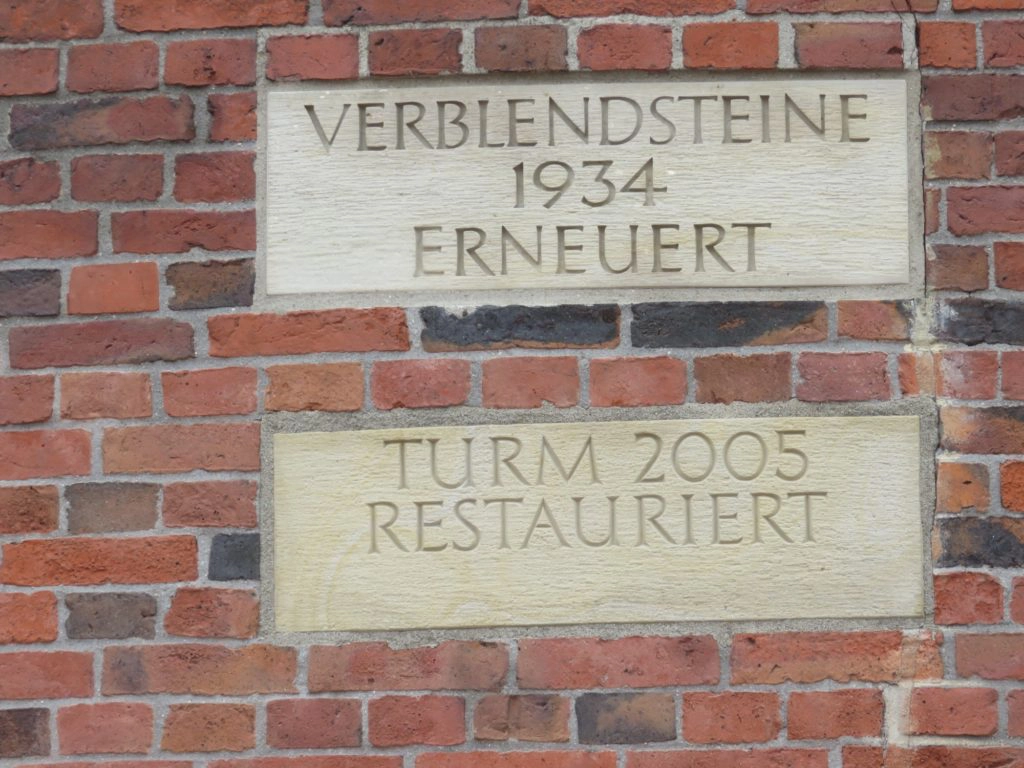 VERBLENDSTEINE
1934
ERNEUERT
TURM 2005
RESTAURIERT